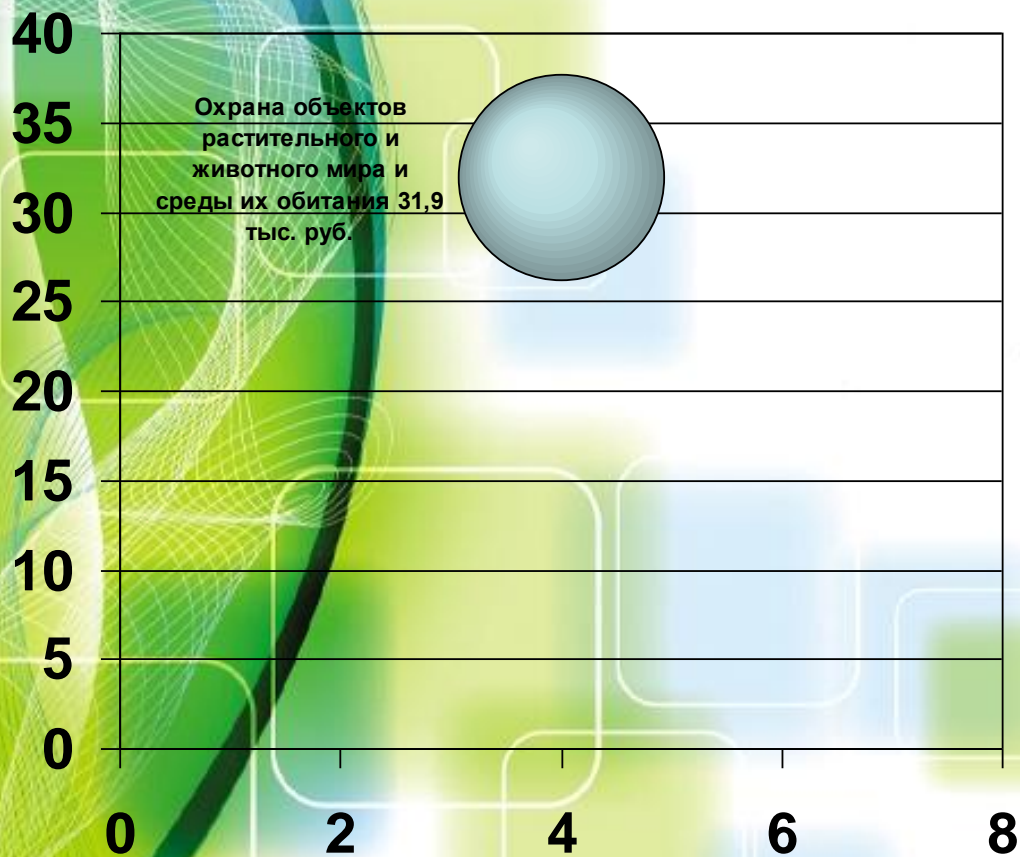 40
35
30
25
20
15
10
5
0
Охрана объектов
растительного и
животного мира и
среды их обитания 31,9
тыс. руб.
0 2 4 6 8